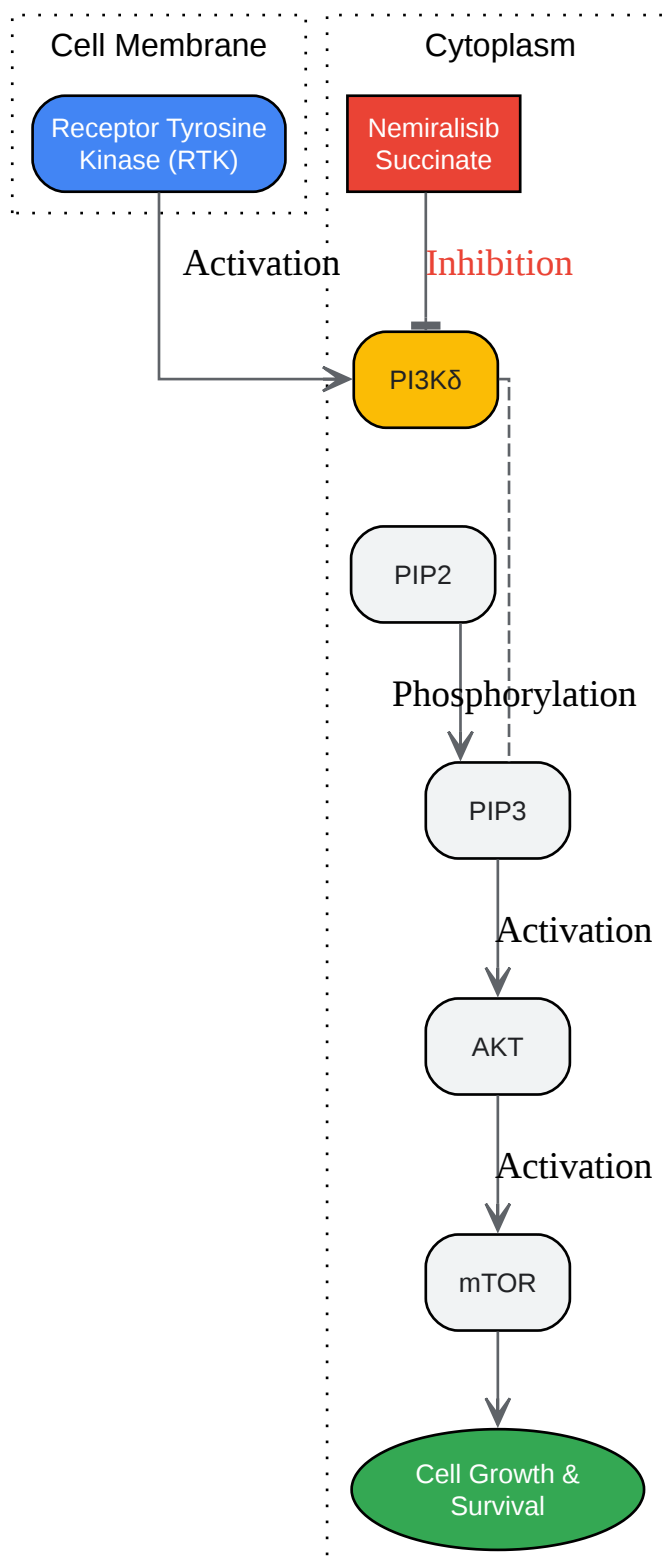 Cell Membrane
Cytoplasm
Receptor Tyrosine
Kinase (RTK)
Nemiralisib
Succinate
Activation
Inhibition
PI3Kδ
PIP2
Phosphorylation
PIP3
Activation
AKT
Activation
mTOR
Cell Growth &
Survival